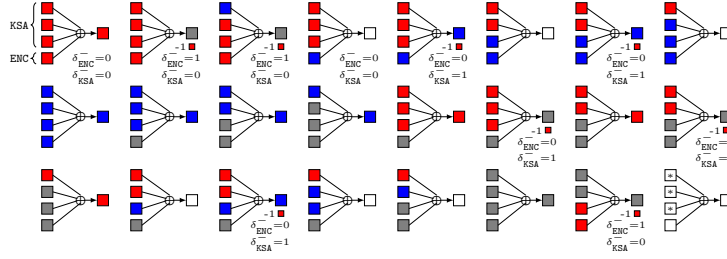 KSA
ENC
-1 -1 -1 -1 -1
δ⁻ENC=0 δ⁻ENC=1 δ⁻ENC=1 δ⁻ENC=0 δ⁻ENC=0
δ⁻KSA=0 δ⁻KSA=0 δ⁻KSA=0 δ⁻KSA=1 δ⁻KSA=1
-1 -1
δ⁻ENC=0 δ⁻ENC=
δ⁻KSA=1 δ⁻KSA=
*
*
*
*
-1 -1
δ⁻ENC=0 δ⁻ENC=1
δ⁻KSA=1 δ⁻KSA=0